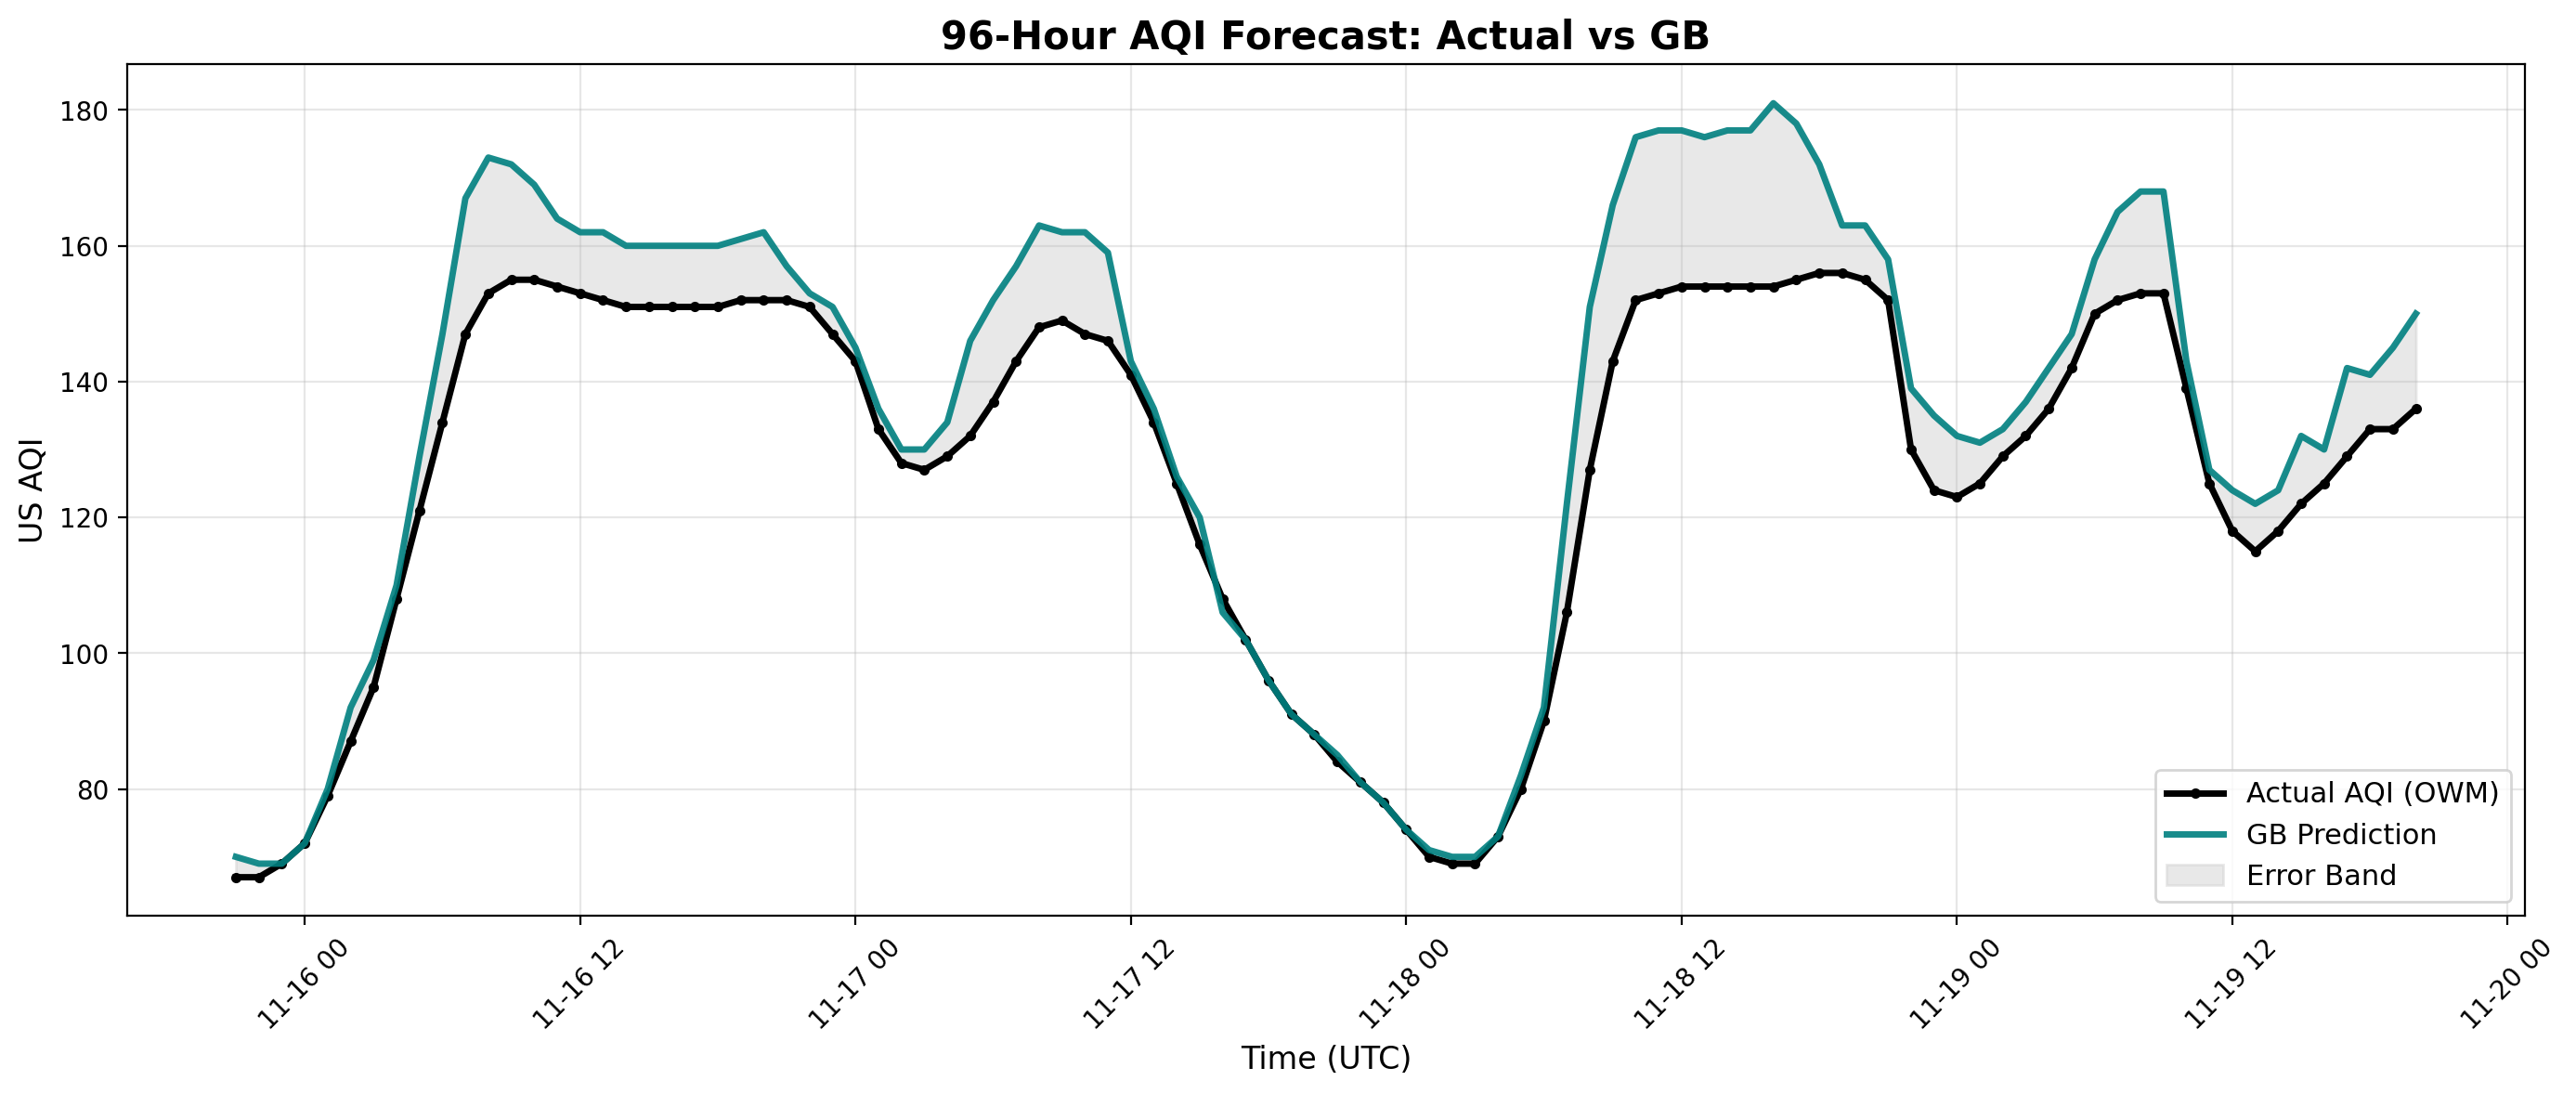 96-Hour AQI Forecast: Actual vs GB
US AQI
180
160
140
120
100
80
Actual AQI (OWM)
GB Prediction
Error Band
11-16 00
11-16 12
11-17 00
11-17 12
11-18 00
11-18 12
11-19 00
11-19 12
11-20 00
Time (UTC)